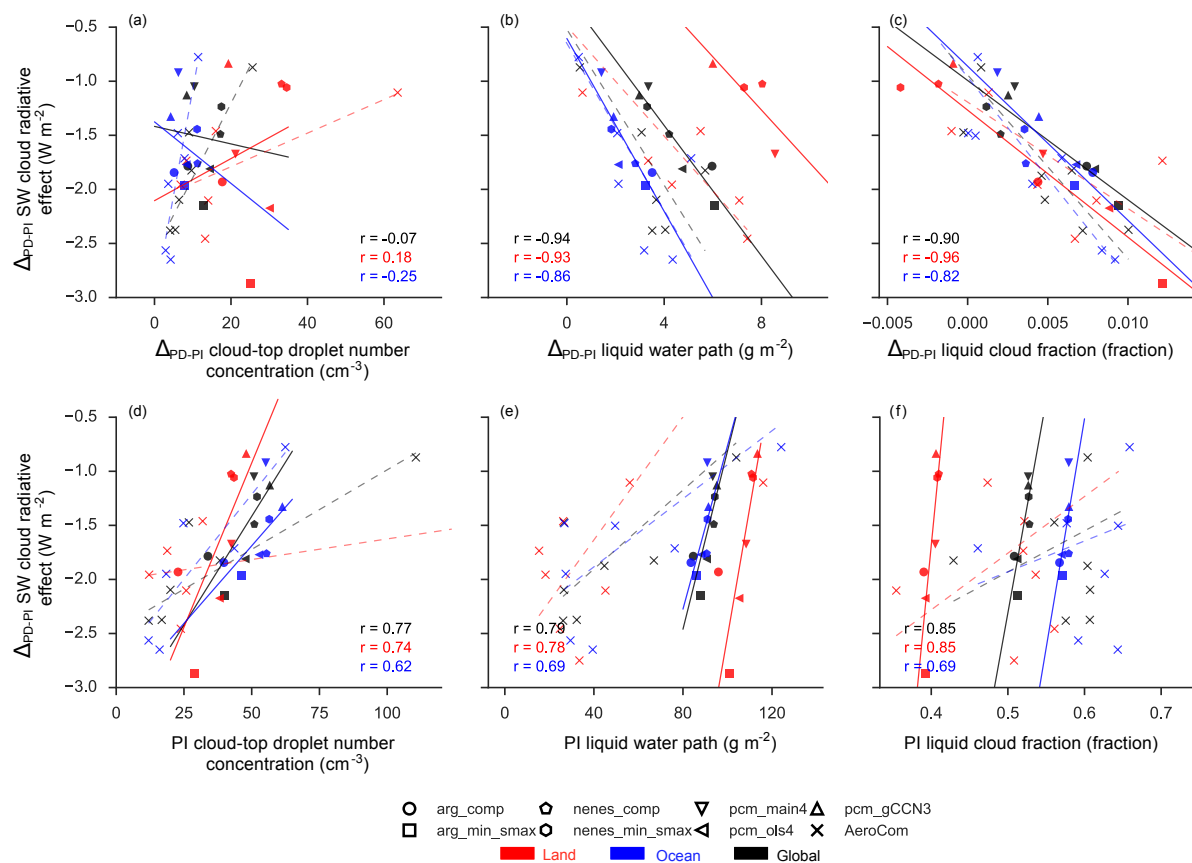 (a) (b) (c)
−0.5
−1.0
−1.5
−2.0
−2.5
−3.0
Δ_PD-PI SW cloud radiative
effect (W m⁻²)
r = -0.07
r = 0.18
r = -0.25
r = -0.94
r = -0.93
r = -0.86
r = -0.90
r = -0.96
r = -0.82
0 20 40 60
0 4 8
−0.005 0.000 0.005 0.010
Δ_PD-PI cloud-top droplet number
concentration (cm⁻³)
Δ_PD-PI liquid water path (g m⁻²)
Δ_PD-PI liquid cloud fraction (fraction)
(d) (e) (f)
−0.5
−1.0
−1.5
−2.0
−2.5
−3.0
Δ_PD-PI SW cloud radiative
effect (W m⁻²)
r = 0.77
r = 0.74
r = 0.62
r = 0.79
r = 0.78
r = 0.69
r = 0.85
r = 0.85
r = 0.69
0 25 50 75 100
0 40 80 120
0.4 0.5 0.6 0.7
PI cloud-top droplet number
concentration (cm⁻³)
PI liquid water path (g m⁻²)
PI liquid cloud fraction (fraction)
arg_comp nenes_comp pcm_main4 pcm_gCCN3
arg_min_smax nenes_min_smax pcm_ols4 AeroCom
Land Ocean Global